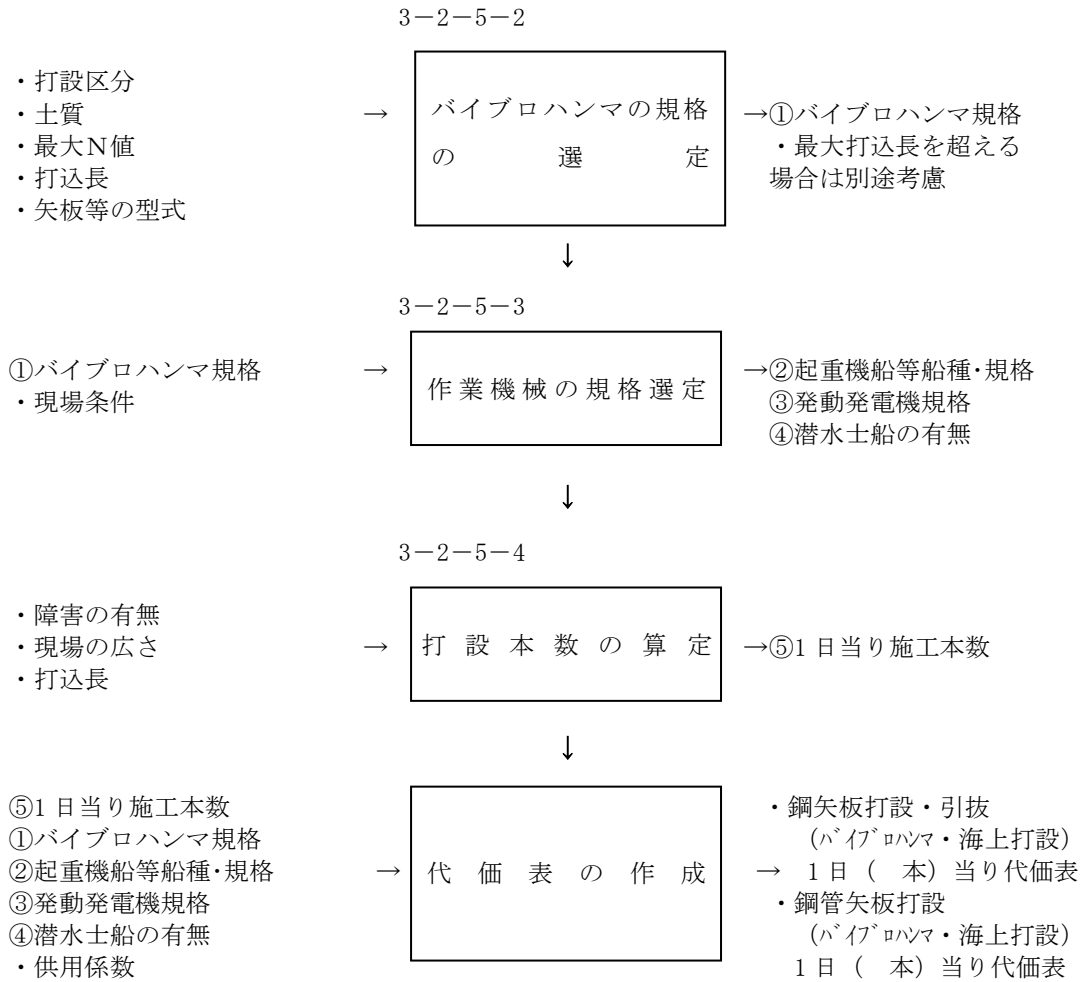 3－2－5－2
・打設区分
・土質
・最大N値
・打込長
・矢板等の型式
→
バイブロハンマの規格
の選定
→①バイブロハンマ規格
・最大打込長を超える
場合は別途考慮
↓
3－2－5－3
①バイブロハンマ規格
・現場条件
→
作業機械の規格選定
→②起重機船等船種･規格
③発動発電機規格
④潜水士船の有無
↓
3－2－5－4
・障害の有無
・現場の広さ
・打込長
→
打設本数の算定
→⑤1日当り施工本数
↓
⑤1日当り施工本数
①バイブロハンマ規格
②起重機船等船種･規格
③発動発電機規格
④潜水士船の有無
・供用係数
→
代価表の作成
→
・鋼矢板打設・引抜
(ﾊﾞｲﾌﾞﾛﾊﾝﾏ・海上打設)
1日（　本）当り代価表
・鋼管矢板打設
(ﾊﾞｲﾌﾞﾛﾊﾝﾏ・海上打設)
1日（　本）当り代価表